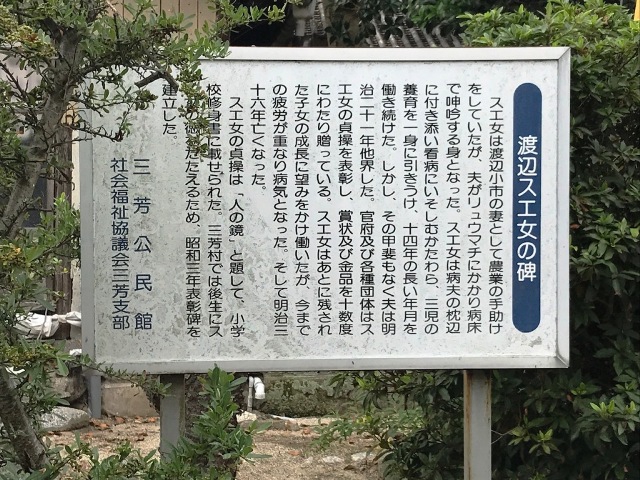 渡辺スエ女の碑
スエ女は渡辺小市の妻として農業の手助け
をしていたが、夫がリュウマチにかかり病床
で呻吟する身となった。スエ女は病夫の枕辺
に付き添い看病にいそしむかたわら、三児の
養育を一身に引きうけ、十四年の長い年月を
働き続けた。しかし、その甲斐もなく夫は明
治二十一年他界した。官府及び各種団体はス
エ女の貞操を表彰し、賞状及び金品を十数度
にわたり贈っている。スエ女はあとに残され
た子女の成長に望みをかけ働いたが、今まで
の疲労が重なり病気となった。そして明治三
十六年亡くなった。
スエ女の貞操は「人の鏡」と題して、小学
校修身書に載せられた。三芳村では後生にス
をたたえるため、昭和三年表彰碑を
建立した。
三芳公民館
社会福祉協議会三芳支部